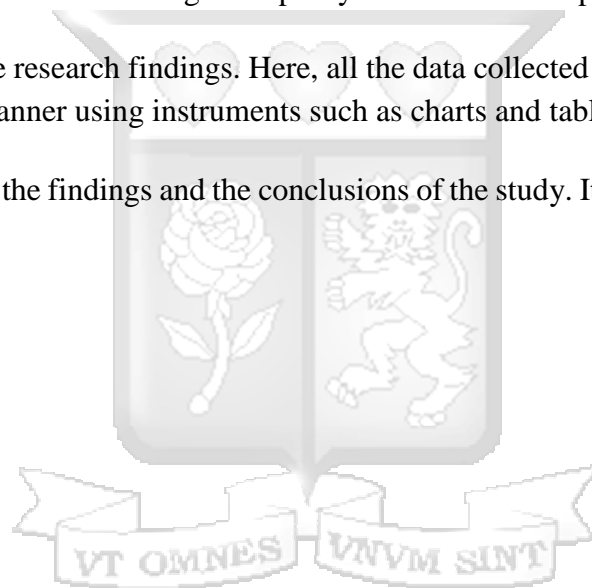 e research findings. Here, all the data collected
anner using instruments such as charts and tabl
the findings and the conclusions of the study. I
VT OMNES VNVM SINT